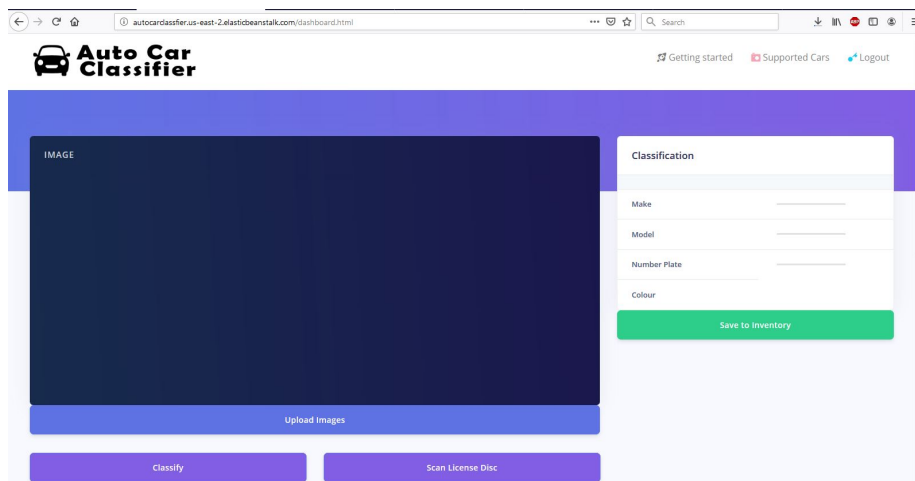 autocarclassfier.us-east-2.elasticbeanstalk.com/dashboard.html
Search
Auto Car
Classifier
Getting started
Supported Cars
Logout
IMAGE
Upload Images
Classify
Scan License Disc
Classification
Make
Model
Number Plate
Colour
Save to Inventory